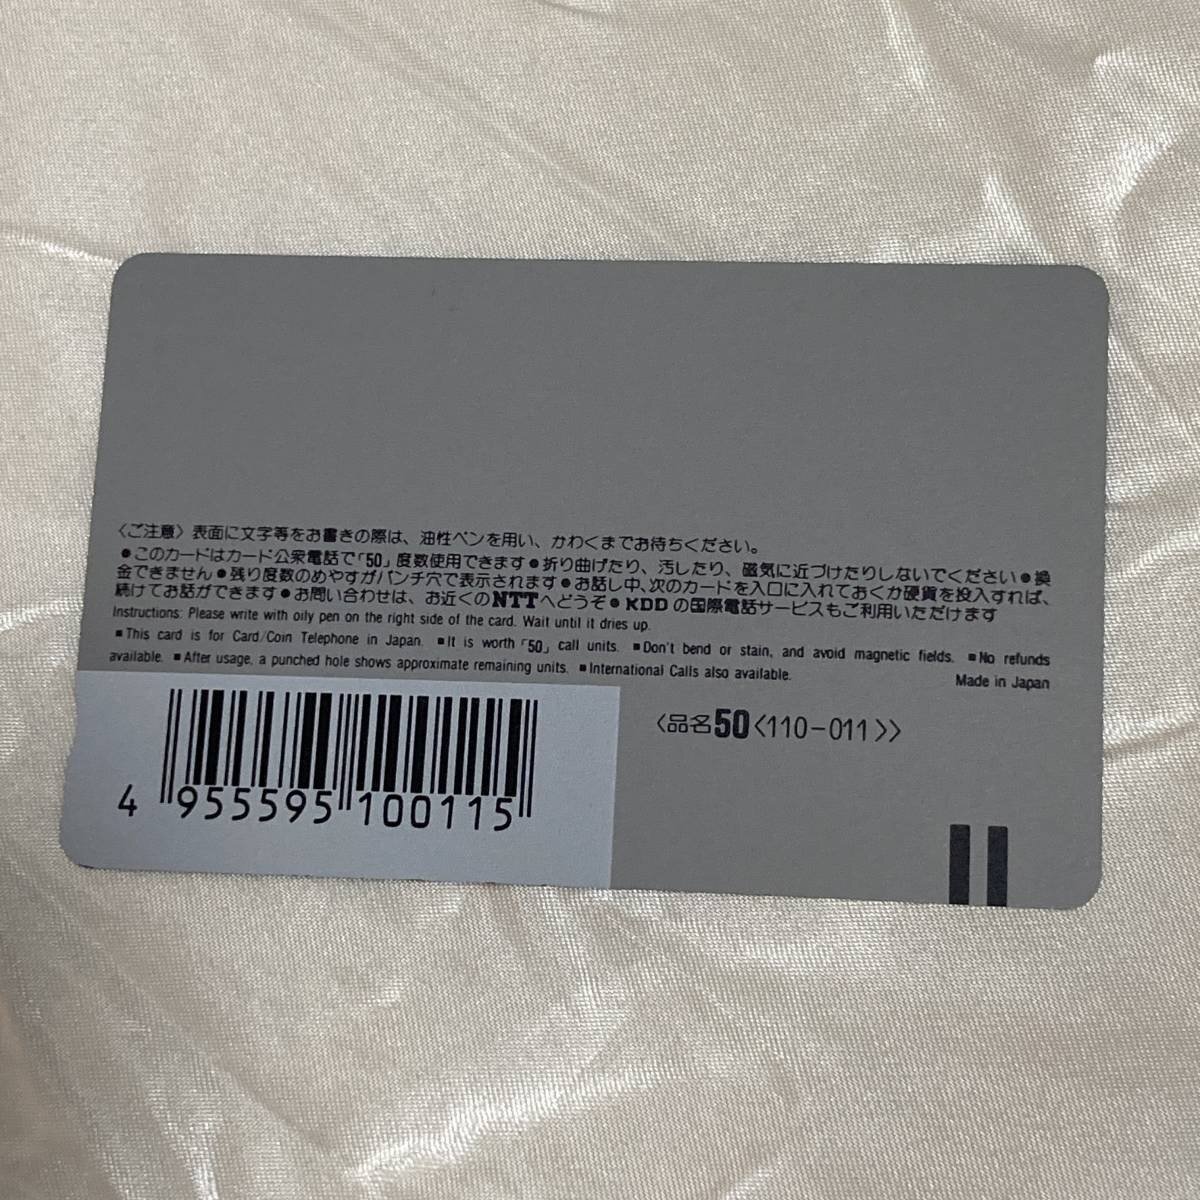 〈ご注意〉表面に文字等をお書きの際は、油性ペンを用い、かわくまでお待ちください。
●このカードはカード公衆電話で「50」度数使用できます●折り曲げたり、汚したり、磁気に近づけたりしないでください●換
金できません●残り度数のめやすがパンチ穴で表示されます●お話し中、次のカードを入口に入れておくか硬貨を投入すれば、
続けてお話ができます●お問い合わせは、お近くのNTTへどうぞ●KDDの国際電話サービスもご利用いただけます
Instructions: Please write with oily pen on the right side of the card. Wait until it dries up.
■This card is for Card/Coin Telephone in Japan. ■It is worth「50」call units. ■Don't bend or stain, and avoid magnetic fields. ■No refunds
available. ■After usage, a punched hole shows approximate remaining units. ■International Calls also available.
Made in Japan
〈品名50〈110-011〉〉
4 955595 100115